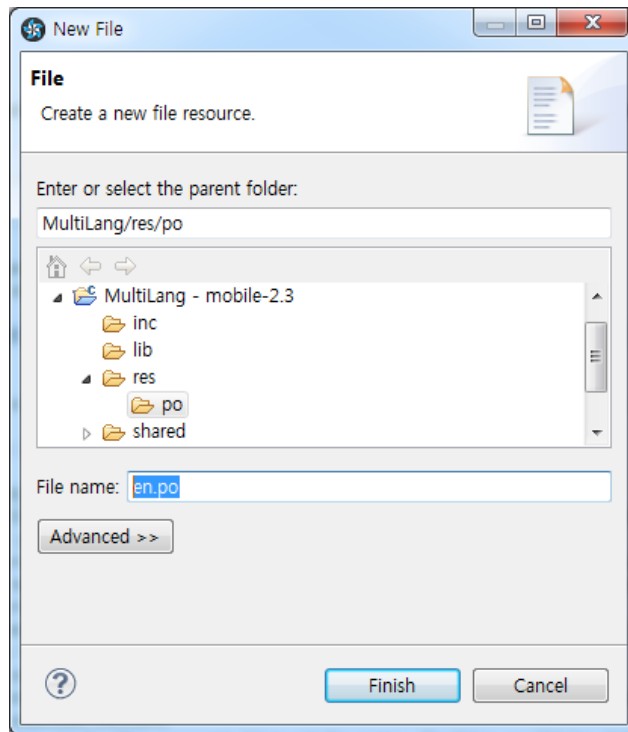 New File
File
Create a new file resource.
Enter or select the parent folder:
MultiLang/res/po
MultiLang - mobile-2.3
inc
lib
res
po
shared
File name: en.po
Advanced >>
Finish Cancel